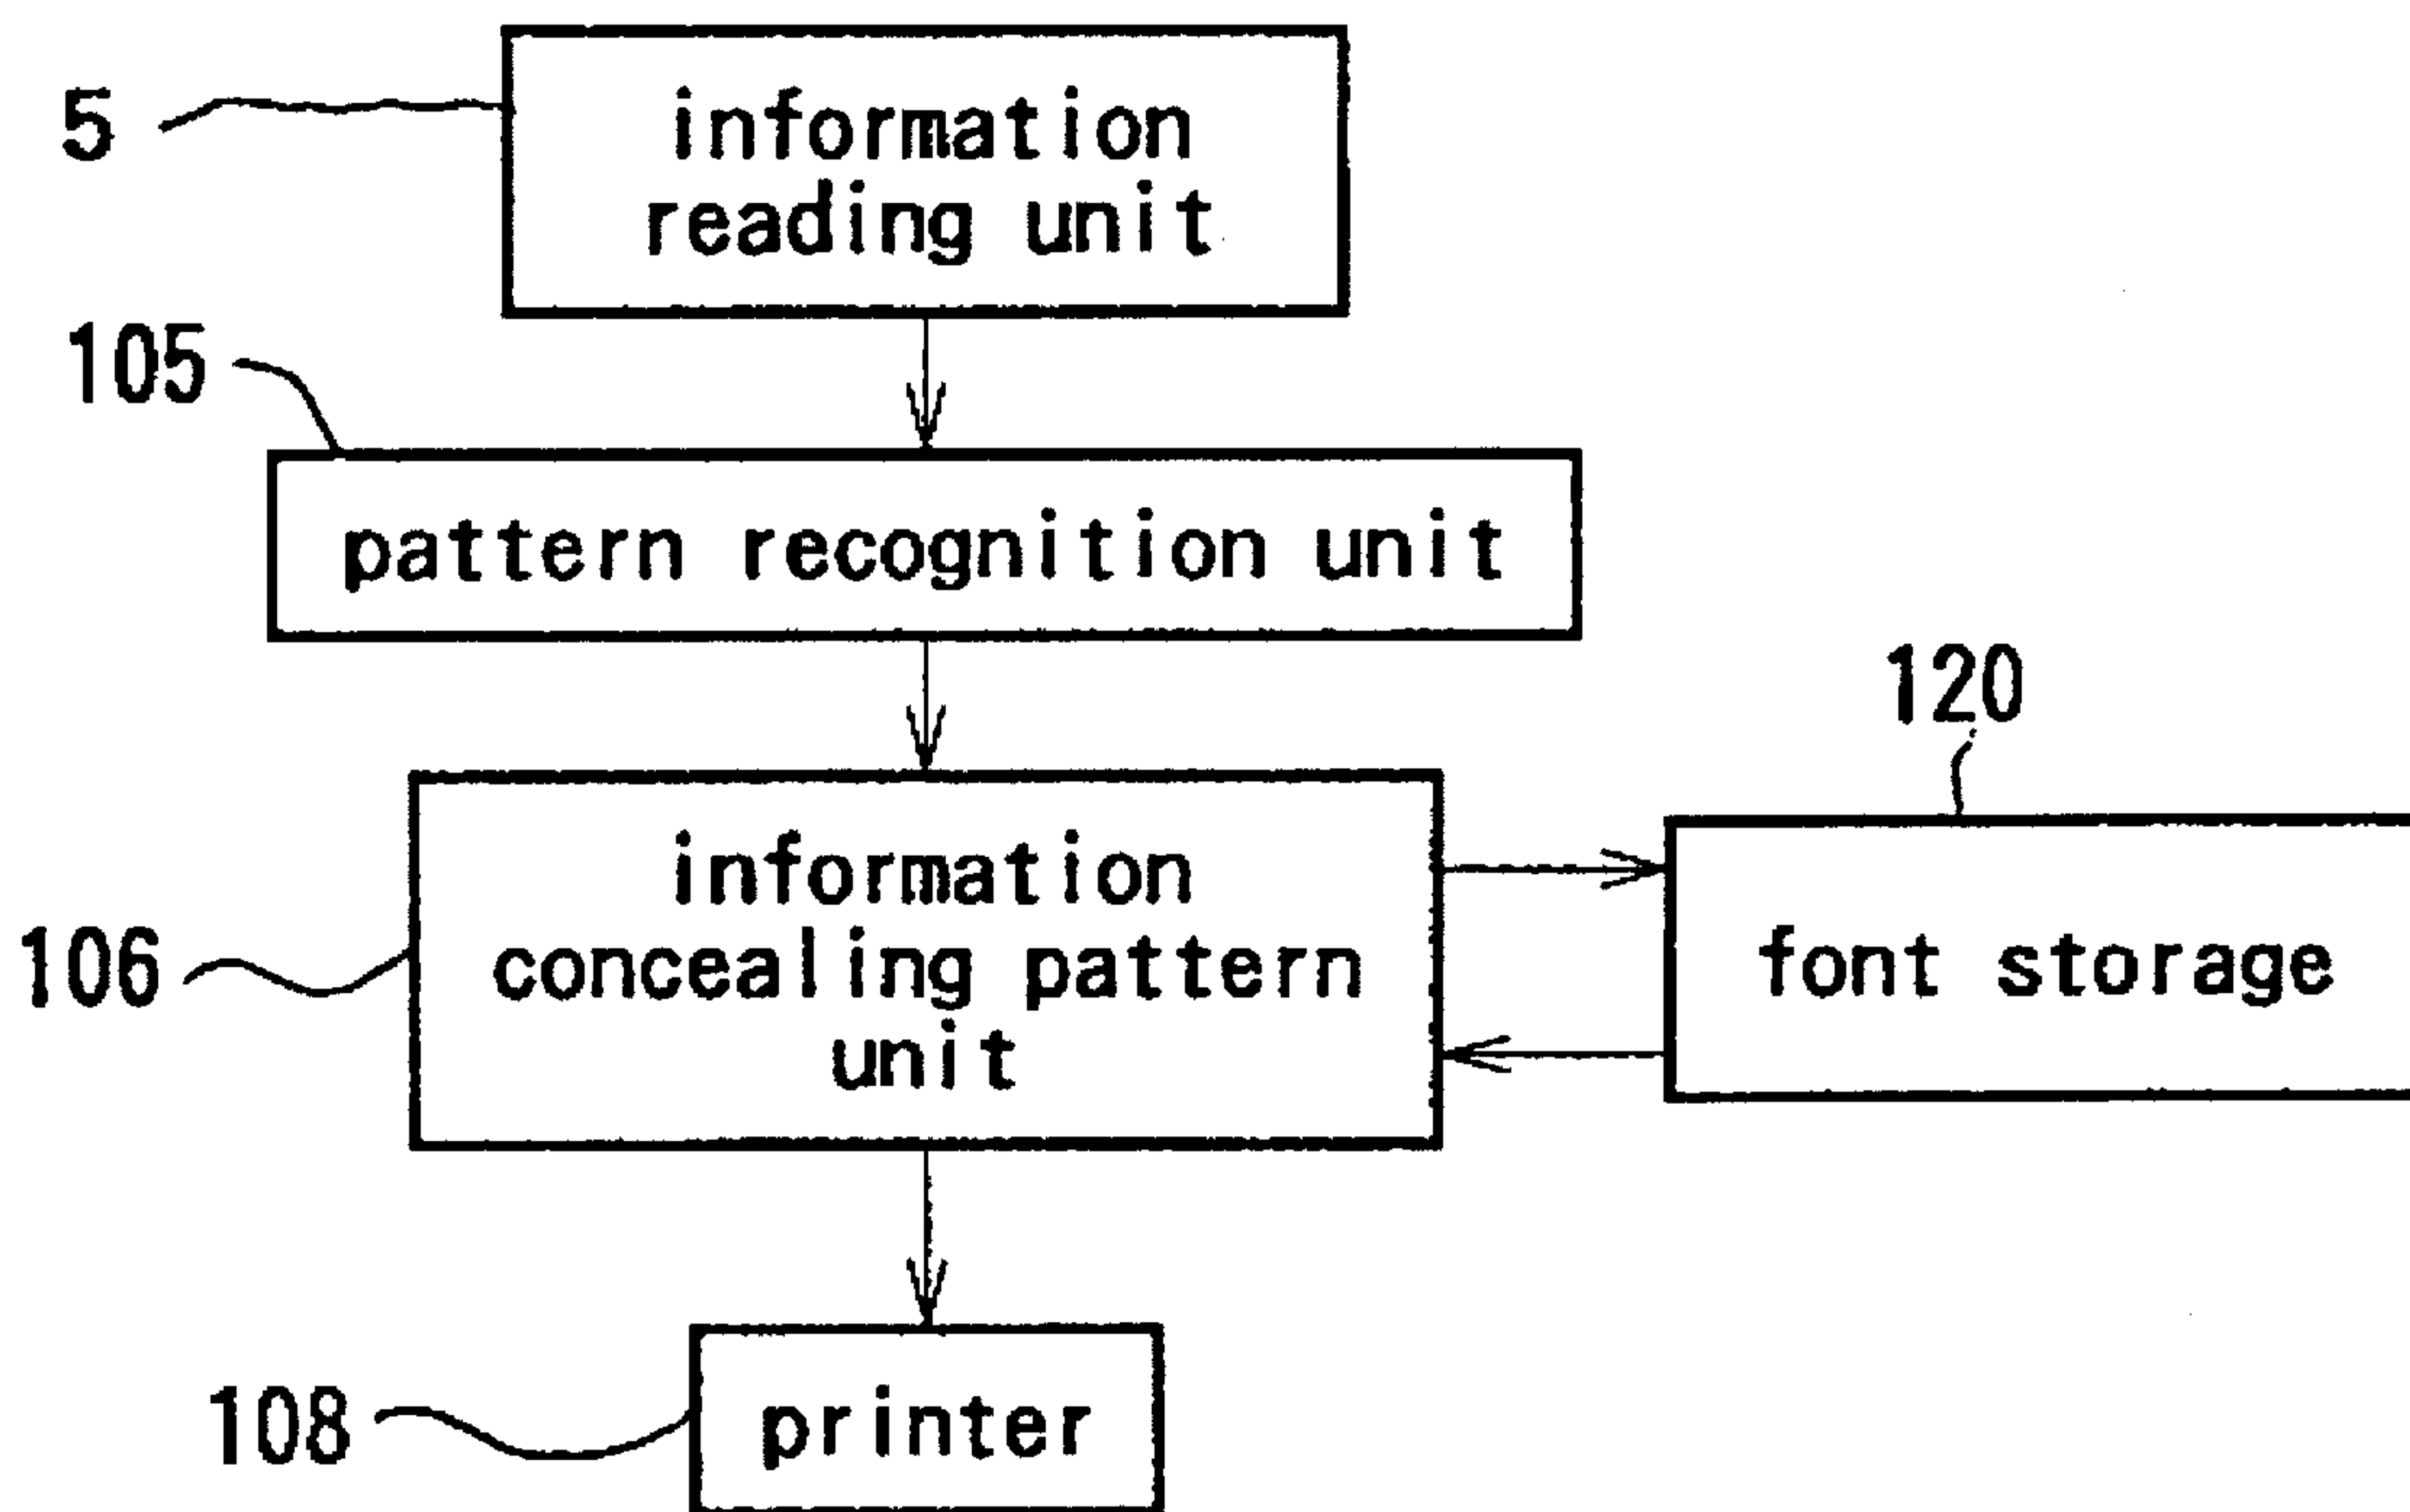 5
information
reading unit
105
pattern recognition unit
120
106
information
concealing pattern
unit
font storage
108
printer